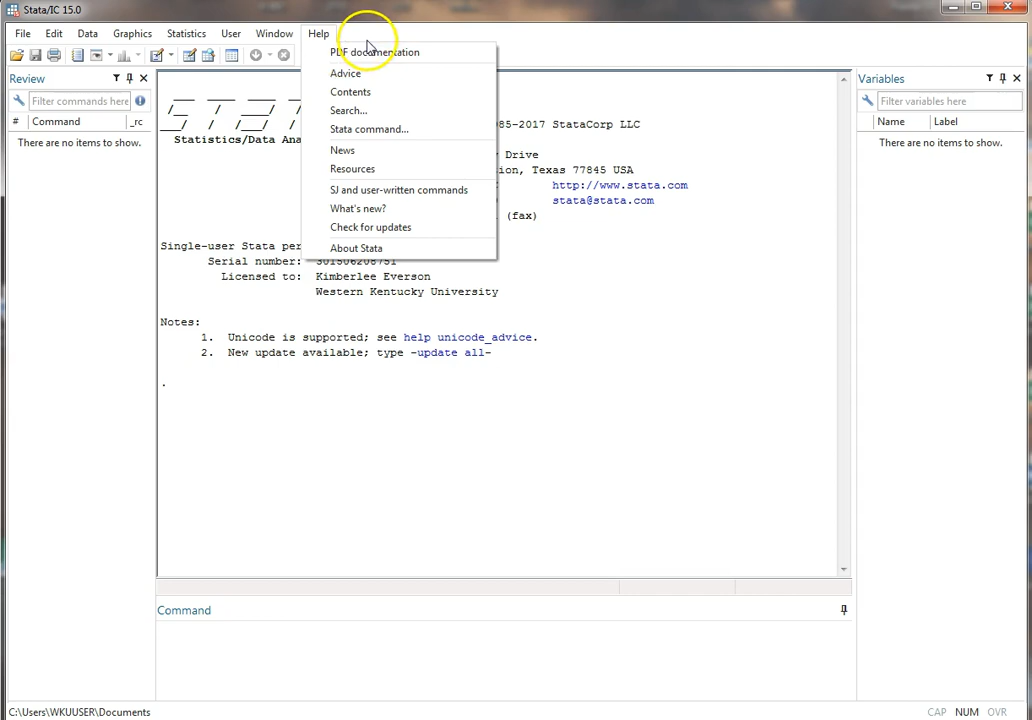 Stata/IC 15.0
File Edit Data Graphics Statistics User Window Help
PDF documentation
Advice
Contents
Search...
Stata command...
News
Resources
SJ and user-written commands
What's new?
Check for updates
About Stata
Review
Filter commands here
# Command _rc
There are no items to show.
Statistics/Data Ana
85-2017 StataCorp LLC
Drive
ion, Texas 77845 USA
http://www.stata.com
stata@stata.com
(fax)
Single-user Stata per
Serial number: 301506208751
Licensed to: Kimberlee Everson
Western Kentucky University
Notes:
1. Unicode is supported; see help unicode_advice.
2. New update available; type -update all-
.
Variables
Filter variables here
Name Label
There are no items to show.
Command
C:\Users\WKUUSER\Documents
CAP NUM OVR